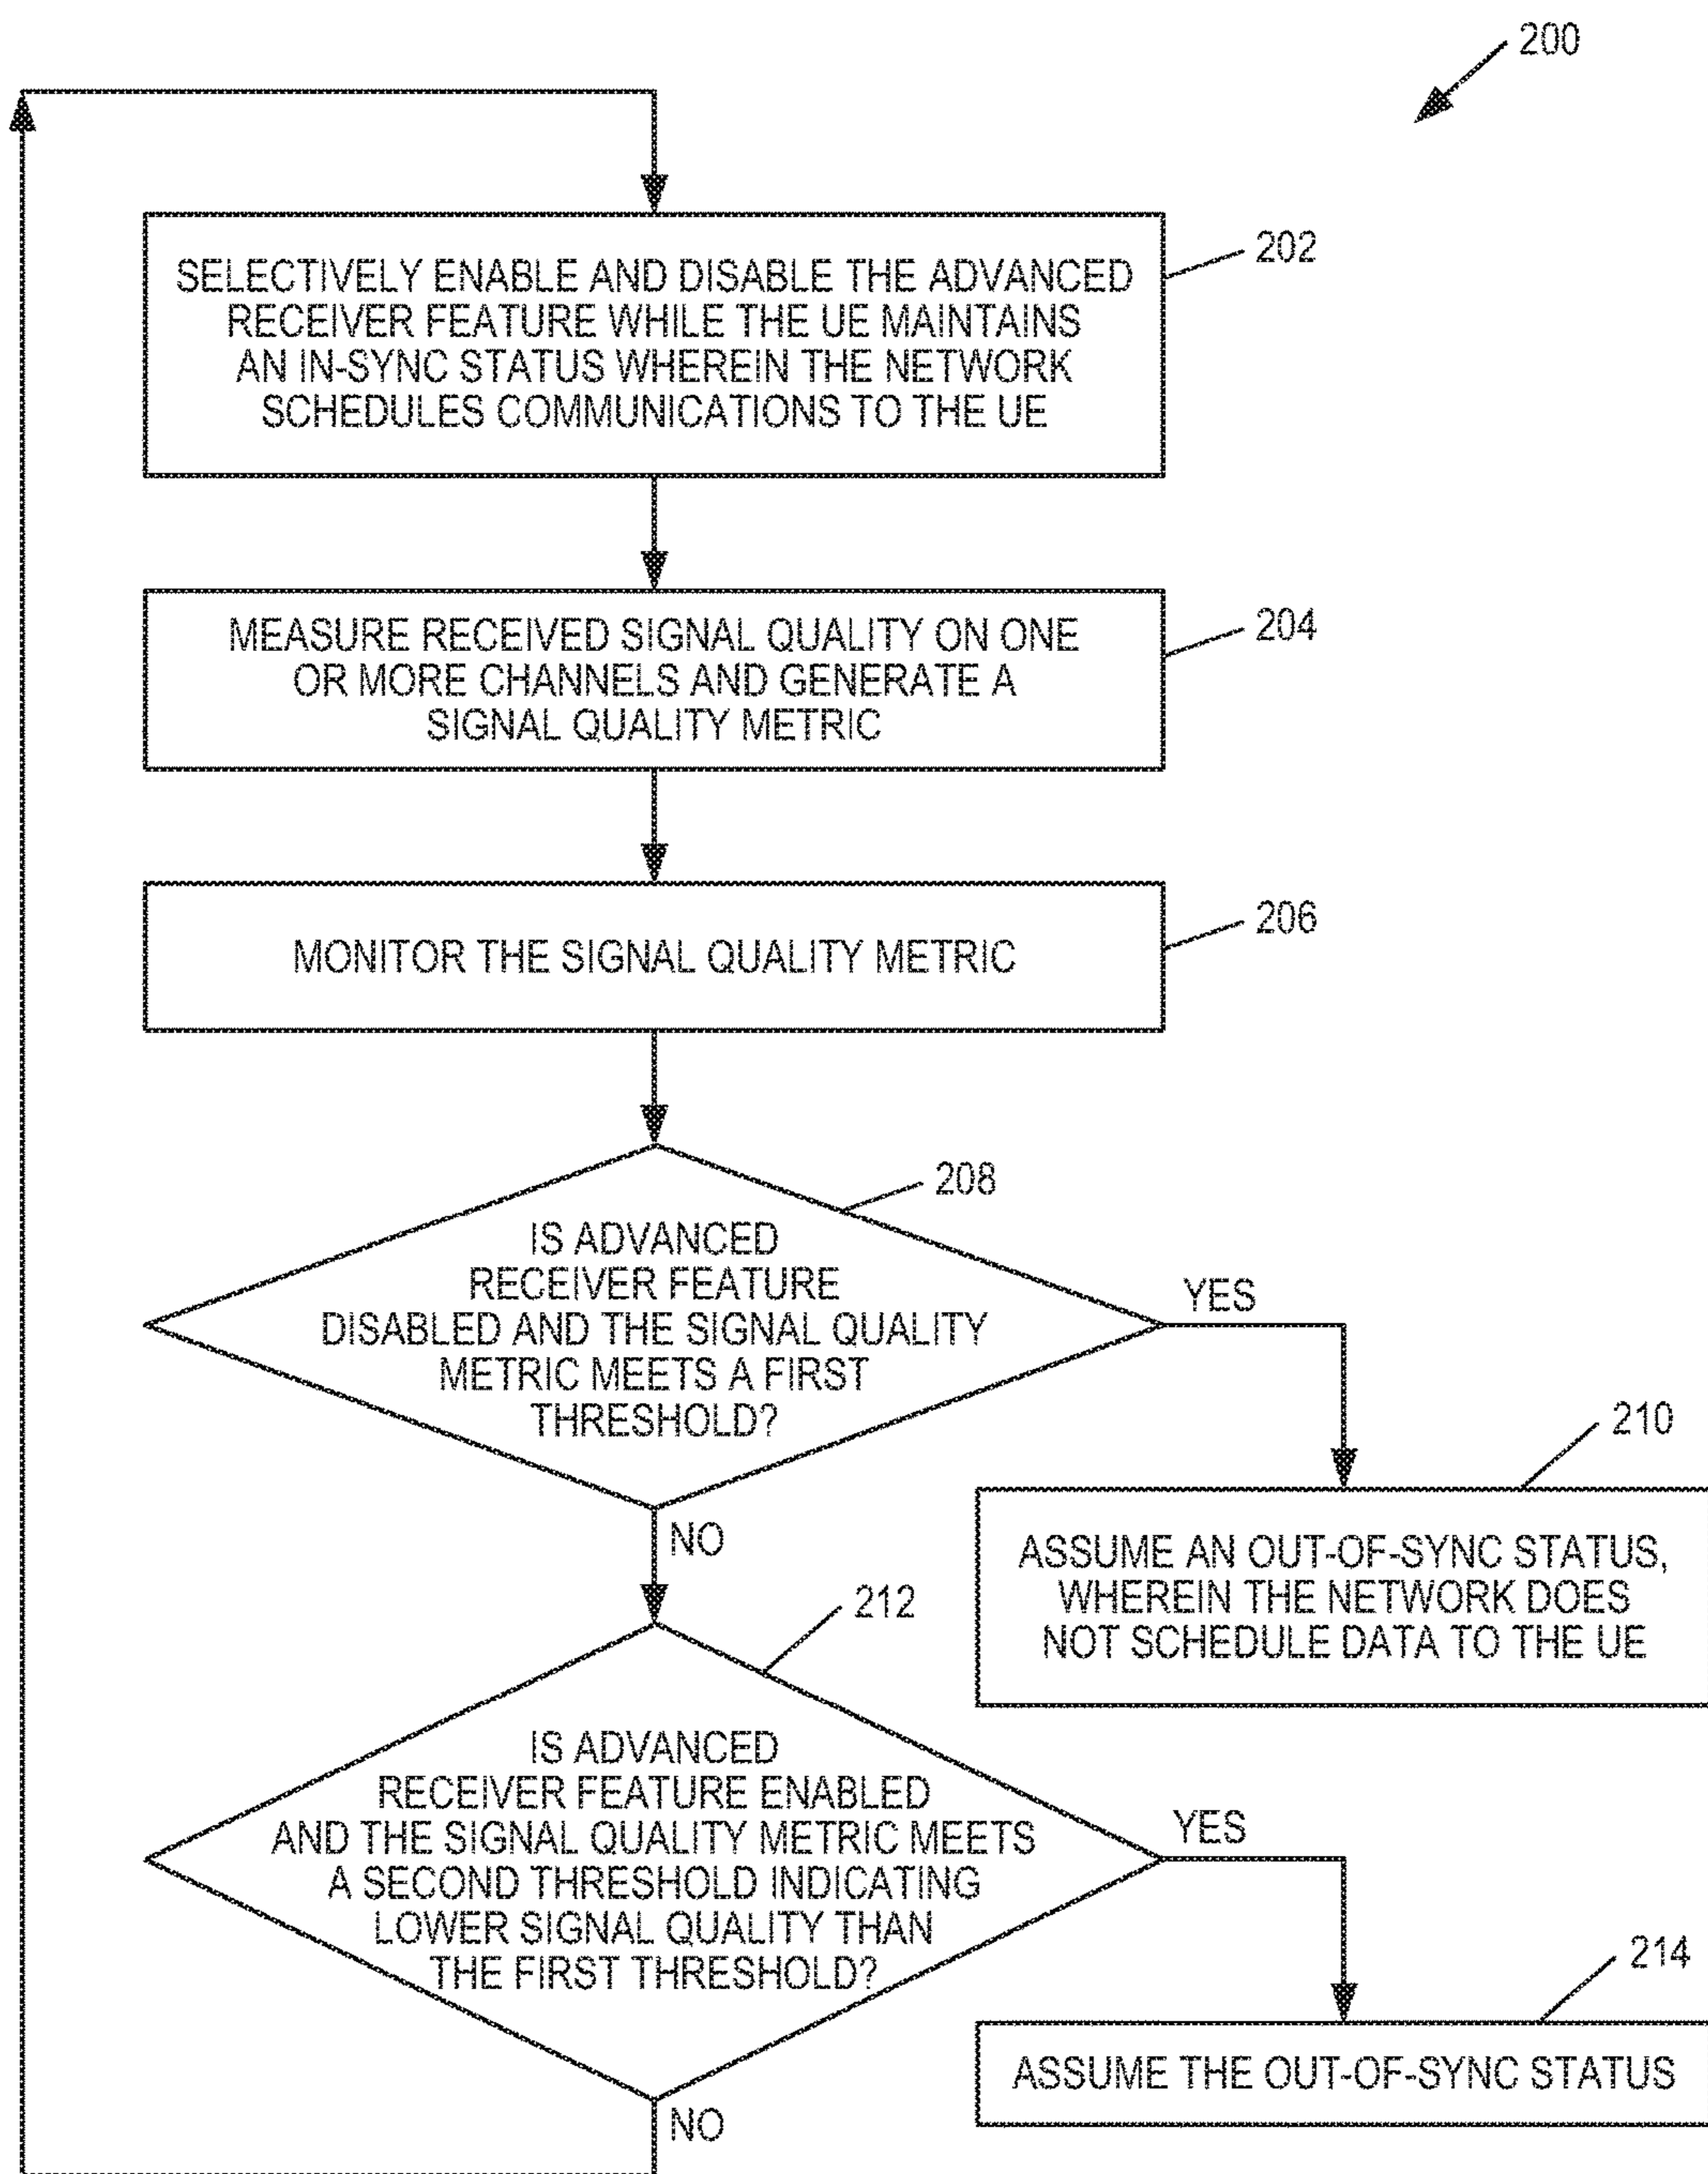 200
SELECTIVELY ENABLE AND DISABLE THE ADVANCED
RECEIVER FEATURE WHILE THE UE MAINTAINS
AN IN-SYNC STATUS WHEREIN THE NETWORK
SCHEDULES COMMUNICATIONS TO THE UE
202
MEASURE RECEIVED SIGNAL QUALITY ON ONE
OR MORE CHANNELS AND GENERATE A
SIGNAL QUALITY METRIC
204
MONITOR THE SIGNAL QUALITY METRIC
206
208
IS ADVANCED
RECEIVER FEATURE
DISABLED AND THE SIGNAL QUALITY
METRIC MEETS A FIRST
THRESHOLD?
YES
NO
210
ASSUME AN OUT-OF-SYNC STATUS,
WHEREIN THE NETWORK DOES
NOT SCHEDULE DATA TO THE UE
212
IS ADVANCED
RECEIVER FEATURE ENABLED
AND THE SIGNAL QUALITY METRIC MEETS
A SECOND THRESHOLD INDICATING
LOWER SIGNAL QUALITY THAN
THE FIRST THRESHOLD?
YES
NO
214
ASSUME THE OUT-OF-SYNC STATUS